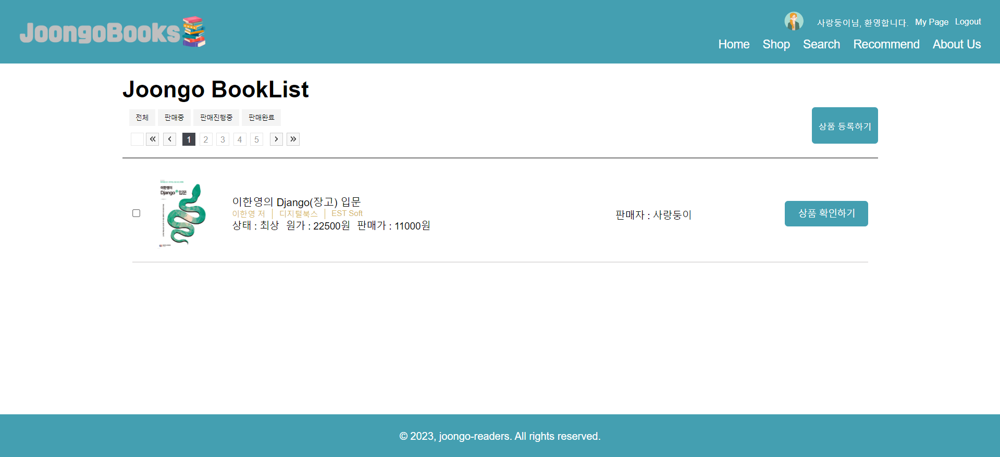 JoongoBooks
사랑둥이님, 환영합니다. My Page Logout
Home Shop Search Recommend About Us
Joongo BookList
전체 판매중 판매진행중 판매완료
상품 등록하기
« ‹ 1 2 3 4 5 › »
이한영의
Django 입문
이한영의 Django(장고) 입문
이한영 저 | 디지털북스 | EST Soft
상태 : 최상 원가 : 22500원 판매가 : 11000원
판매자 : 사랑둥이
상품 확인하기
© 2023, joongo-readers. All rights reserved.